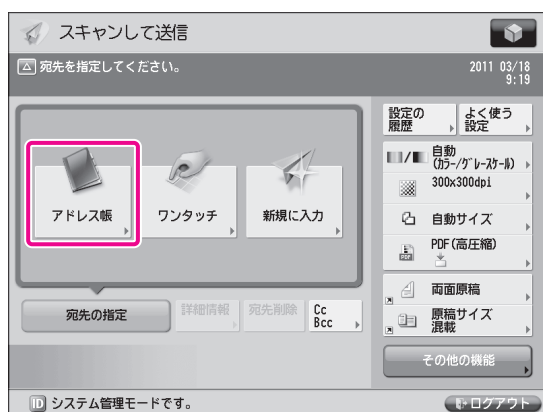 スキャンして送信
宛先を指定してください。
2011 03/18
9:19
アドレス帳
ワンタッチ
新規に入力
宛先の指定
詳細情報
宛先削除
Cc
Bcc
設定の
履歴
よく使う
設定
自動
(カラー/グレースケール)
300x300dpi
自動サイズ
PDF(高圧縮)
両面原稿
原稿サイズ
混載
その他の機能
ID システム管理モードです。
ログアウト